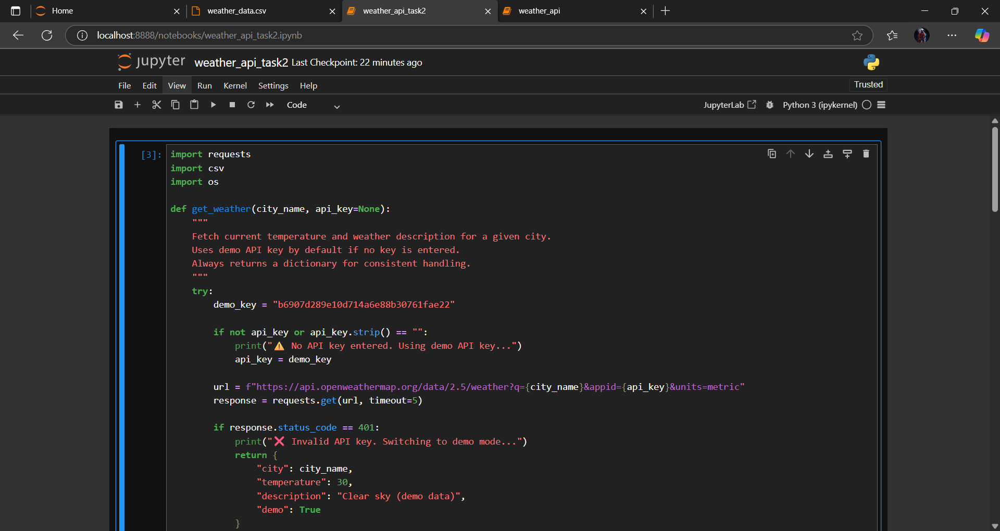 Home
weather_data.csv
weather_api_task2
weather_api
localhost:8888/notebooks/weather_api_task2.ipynb
jupyter weather_api_task2 Last Checkpoint: 22 minutes ago
File Edit View Run Kernel Settings Help
Trusted
Code
JupyterLab
Python 3 (ipykernel)
[3]:
import requests
import csv
import os
def get_weather(city_name, api_key=None):
"""
Fetch current temperature and weather description for a given city.
Uses demo API key by default if no key is entered.
Always returns a dictionary for consistent handling.
"""
try:
demo_key = "b6907d289e10d714a6e88b30761fae22"
if not api_key or api_key.strip() == "":
print("⚠️ No API key entered. Using demo API key...")
api_key = demo_key
url = f"https://api.openweathermap.org/data/2.5/weather?q={city_name}&appid={api_key}&units=metric"
response = requests.get(url, timeout=5)
if response.status_code == 401:
print("❌ Invalid API key. Switching to demo mode...")
return {
"city": city_name,
"temperature": 30,
"description": "Clear sky (demo data)",
"demo": True
}